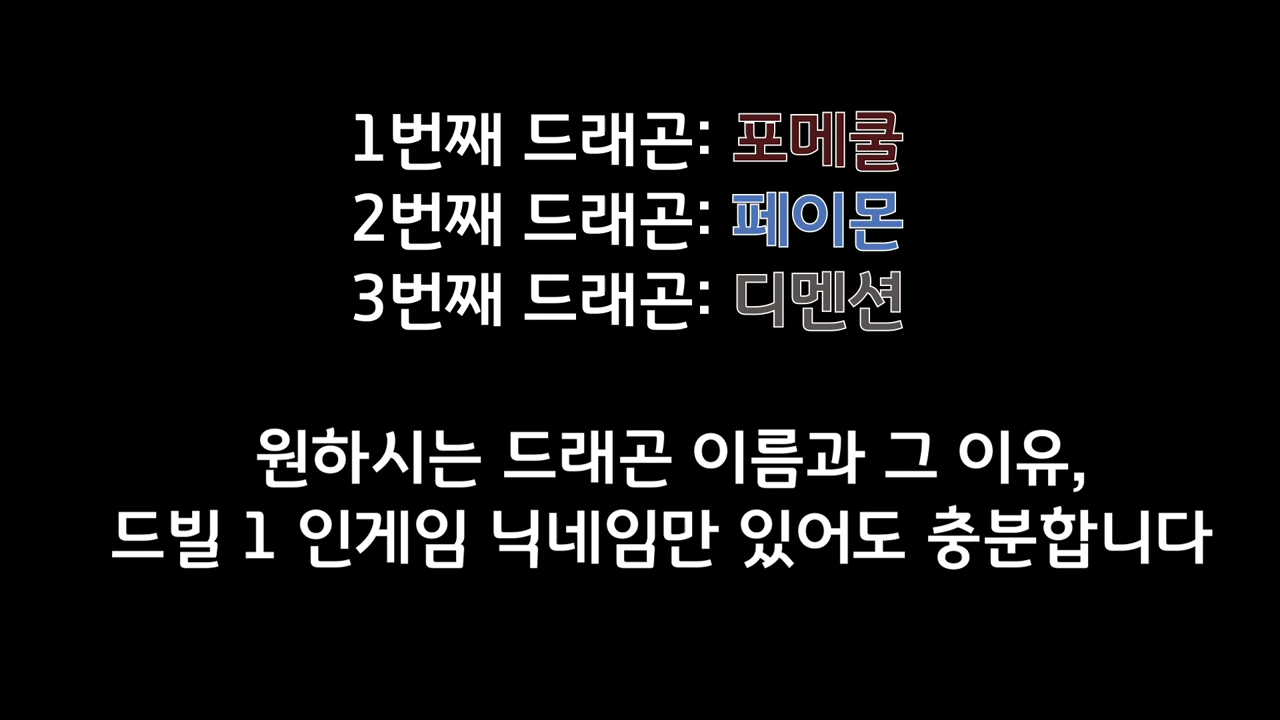 1번째 드래곤: 포메쿨
2번째 드래곤: 페이몬
3번째 드래곤: 디멘션
원하시는 드래곤 이름과 그 이유,
드빌 1 인게임 닉네임만 있어도 충분합니다